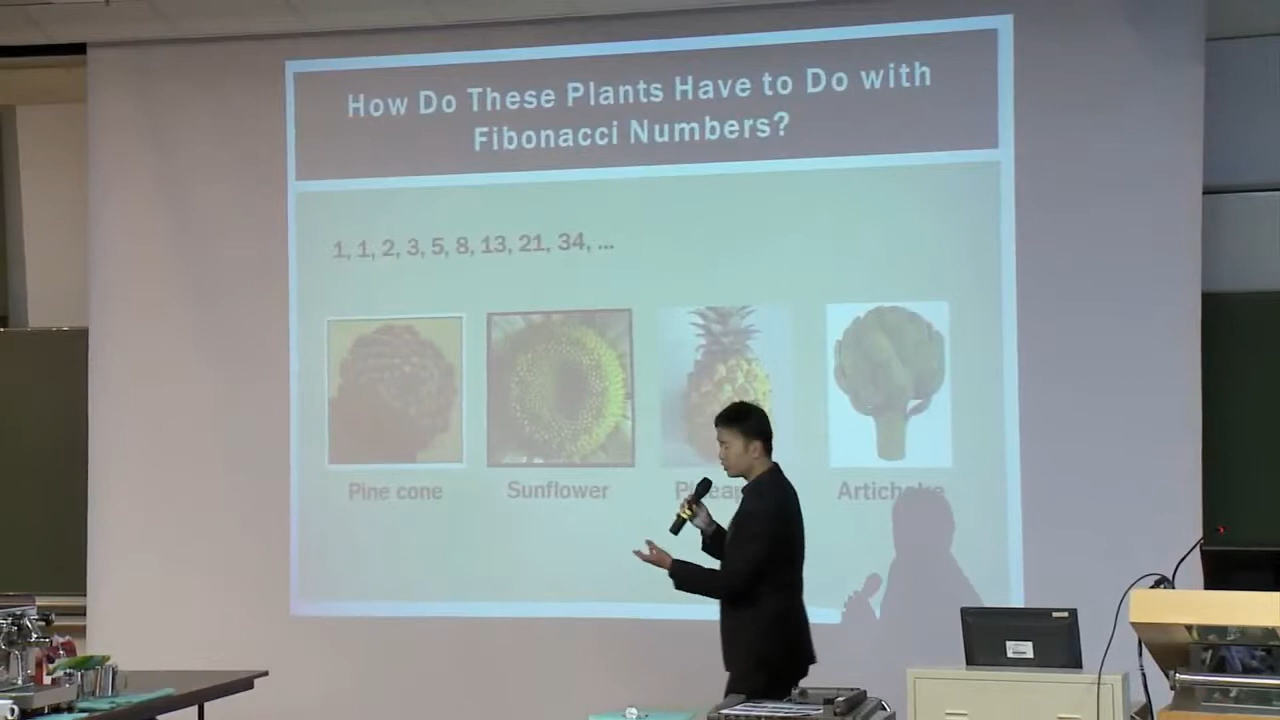 How Do These Plants Have to Do with
Fibonacci Numbers?
1, 1, 2, 3, 5, 8, 13, 21, 34, ...
Pine cone
Sunflower